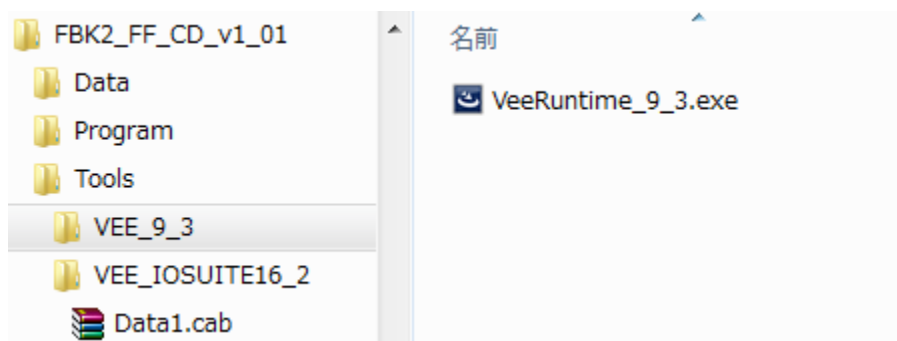 FBK2_FF_CD_v1_01
Data
Program
Tools
VEE_9_3
VEE_IOSUITE16_2
Data1.cab
名前
VeeRuntime_9_3.exe